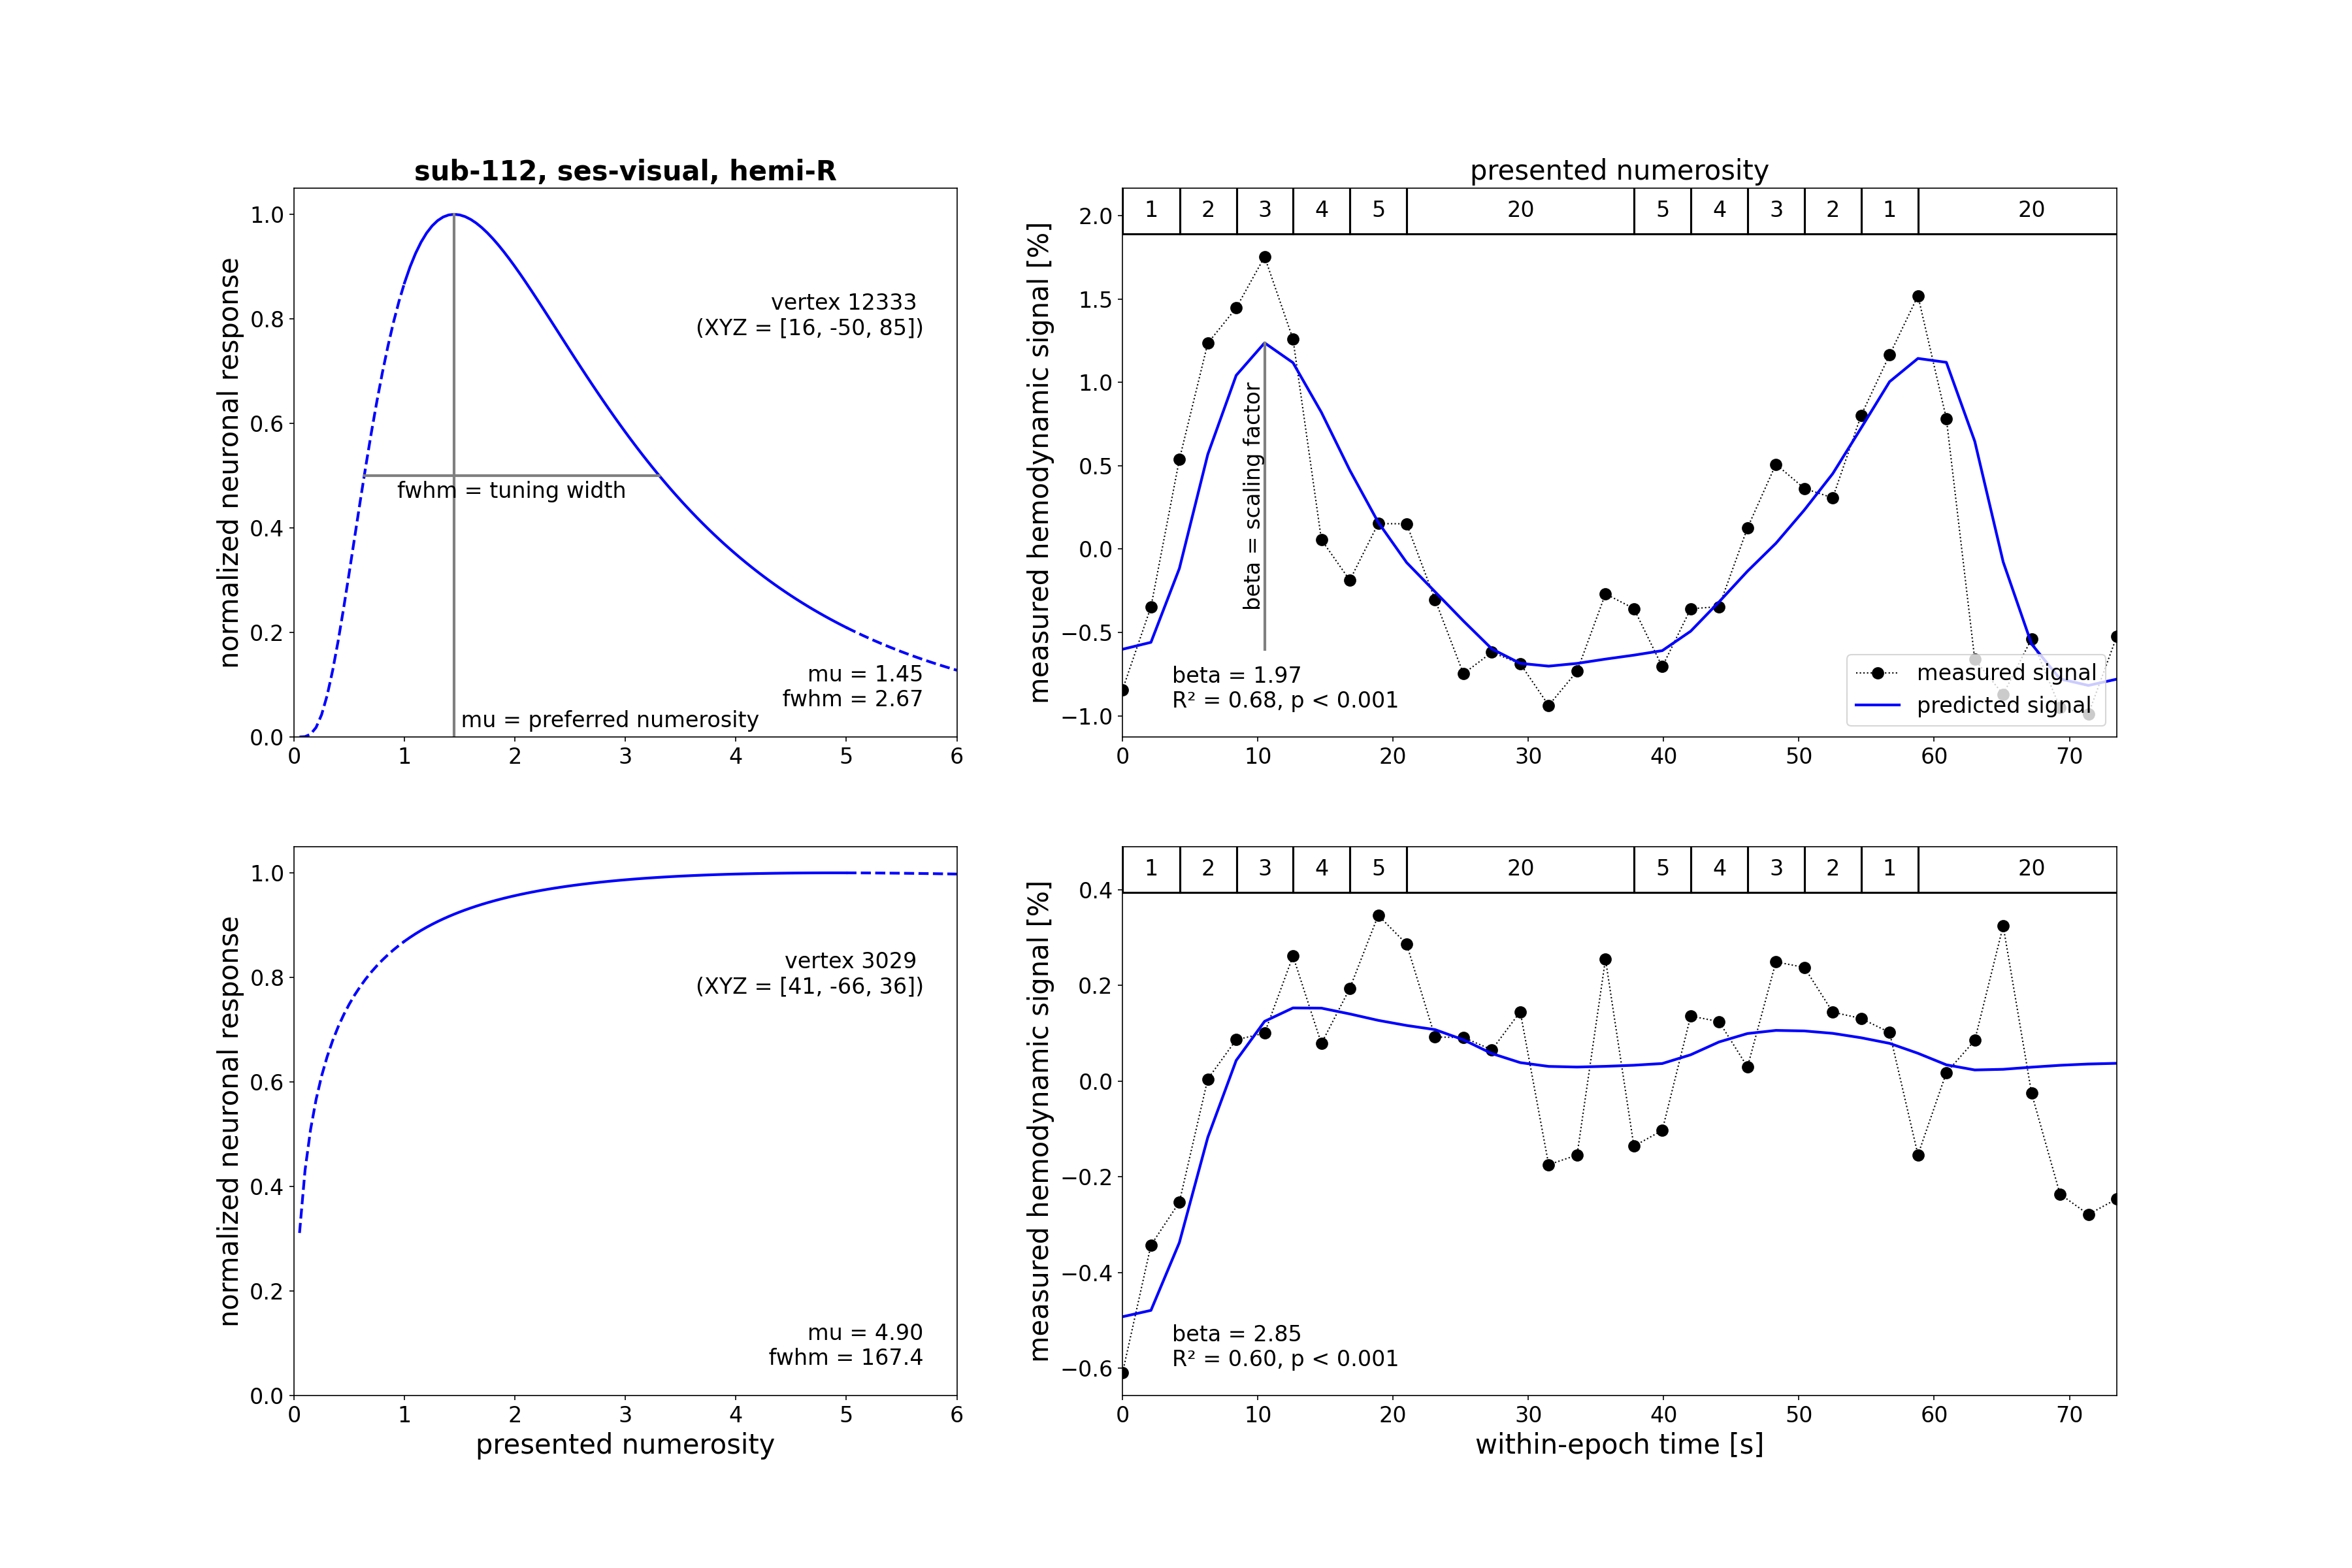 sub-112, ses-visual, hemi-R
normalized neuronal response
1.0
0.8
0.6
0.4
0.2
0.0
vertex 12333
(XYZ = [16, -50, 85])
fwhm = tuning width
mu = 1.45
fwhm = 2.67
mu = preferred numerosity
0 1 2 3 4 5 6
presented numerosity
1 2 3 4 5 20 5 4 3 2 1 20
measured hemodynamic signal [%]
2.0
1.5
1.0
0.5
0.0
−0.5
−1.0
beta = scaling factor
beta = 1.97
R² = 0.68, p < 0.001
measured signal
predicted signal
0 10 20 30 40 50 60 70
normalized neuronal response
1.0
0.8
0.6
0.4
0.2
0.0
vertex 3029
(XYZ = [41, -66, 36])
mu = 4.90
fwhm = 167.4
0 1 2 3 4 5 6
presented numerosity
1 2 3 4 5 20 5 4 3 2 1 20
measured hemodynamic signal [%]
0.4
0.2
0.0
−0.2
−0.4
−0.6
beta = 2.85
R² = 0.60, p < 0.001
0 10 20 30 40 50 60 70
within-epoch time [s]